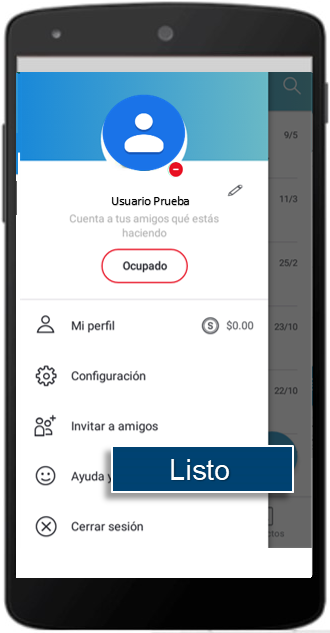 9/5
Usuario Prueba
11/3
Cuenta a tus amigos qué estás
haciendo
Ocupado
25/2
Mi perfil
S
$0.00
23/10
Configuración
22/10
Invitar a amigos
Ayuda y
Listo
Cerrar sesión
ctos